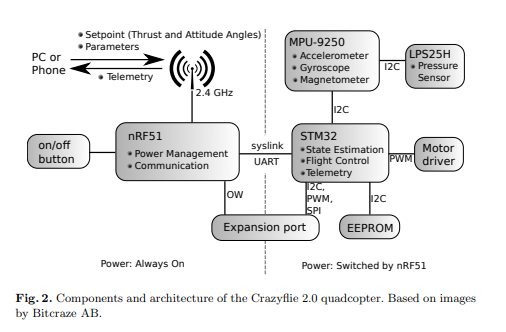 • Setpoint (Thrust and Attitude Angles)
• Parameters
PC or
Phone
• Telemetry
2.4 GHz
MPU-9250
• Accelerometer
• Gyroscope
• Magnetometer
I2C
LPS25H
• Pressure
Sensor
I2C
on/off
button
nRF51
• Power Management
• Communication
syslink
UART
STM32
• State Estimation
• Flight Control
• Telemetry
PWM
Motor
driver
OW
I2C,
PWM,
SPI
I2C
Expansion port
EEPROM
Power: Always On
Power: Switched by nRF51
Fig. 2. Components and architecture of the Crazyflie 2.0 quadcopter. Based on images
by Bitcraze AB.